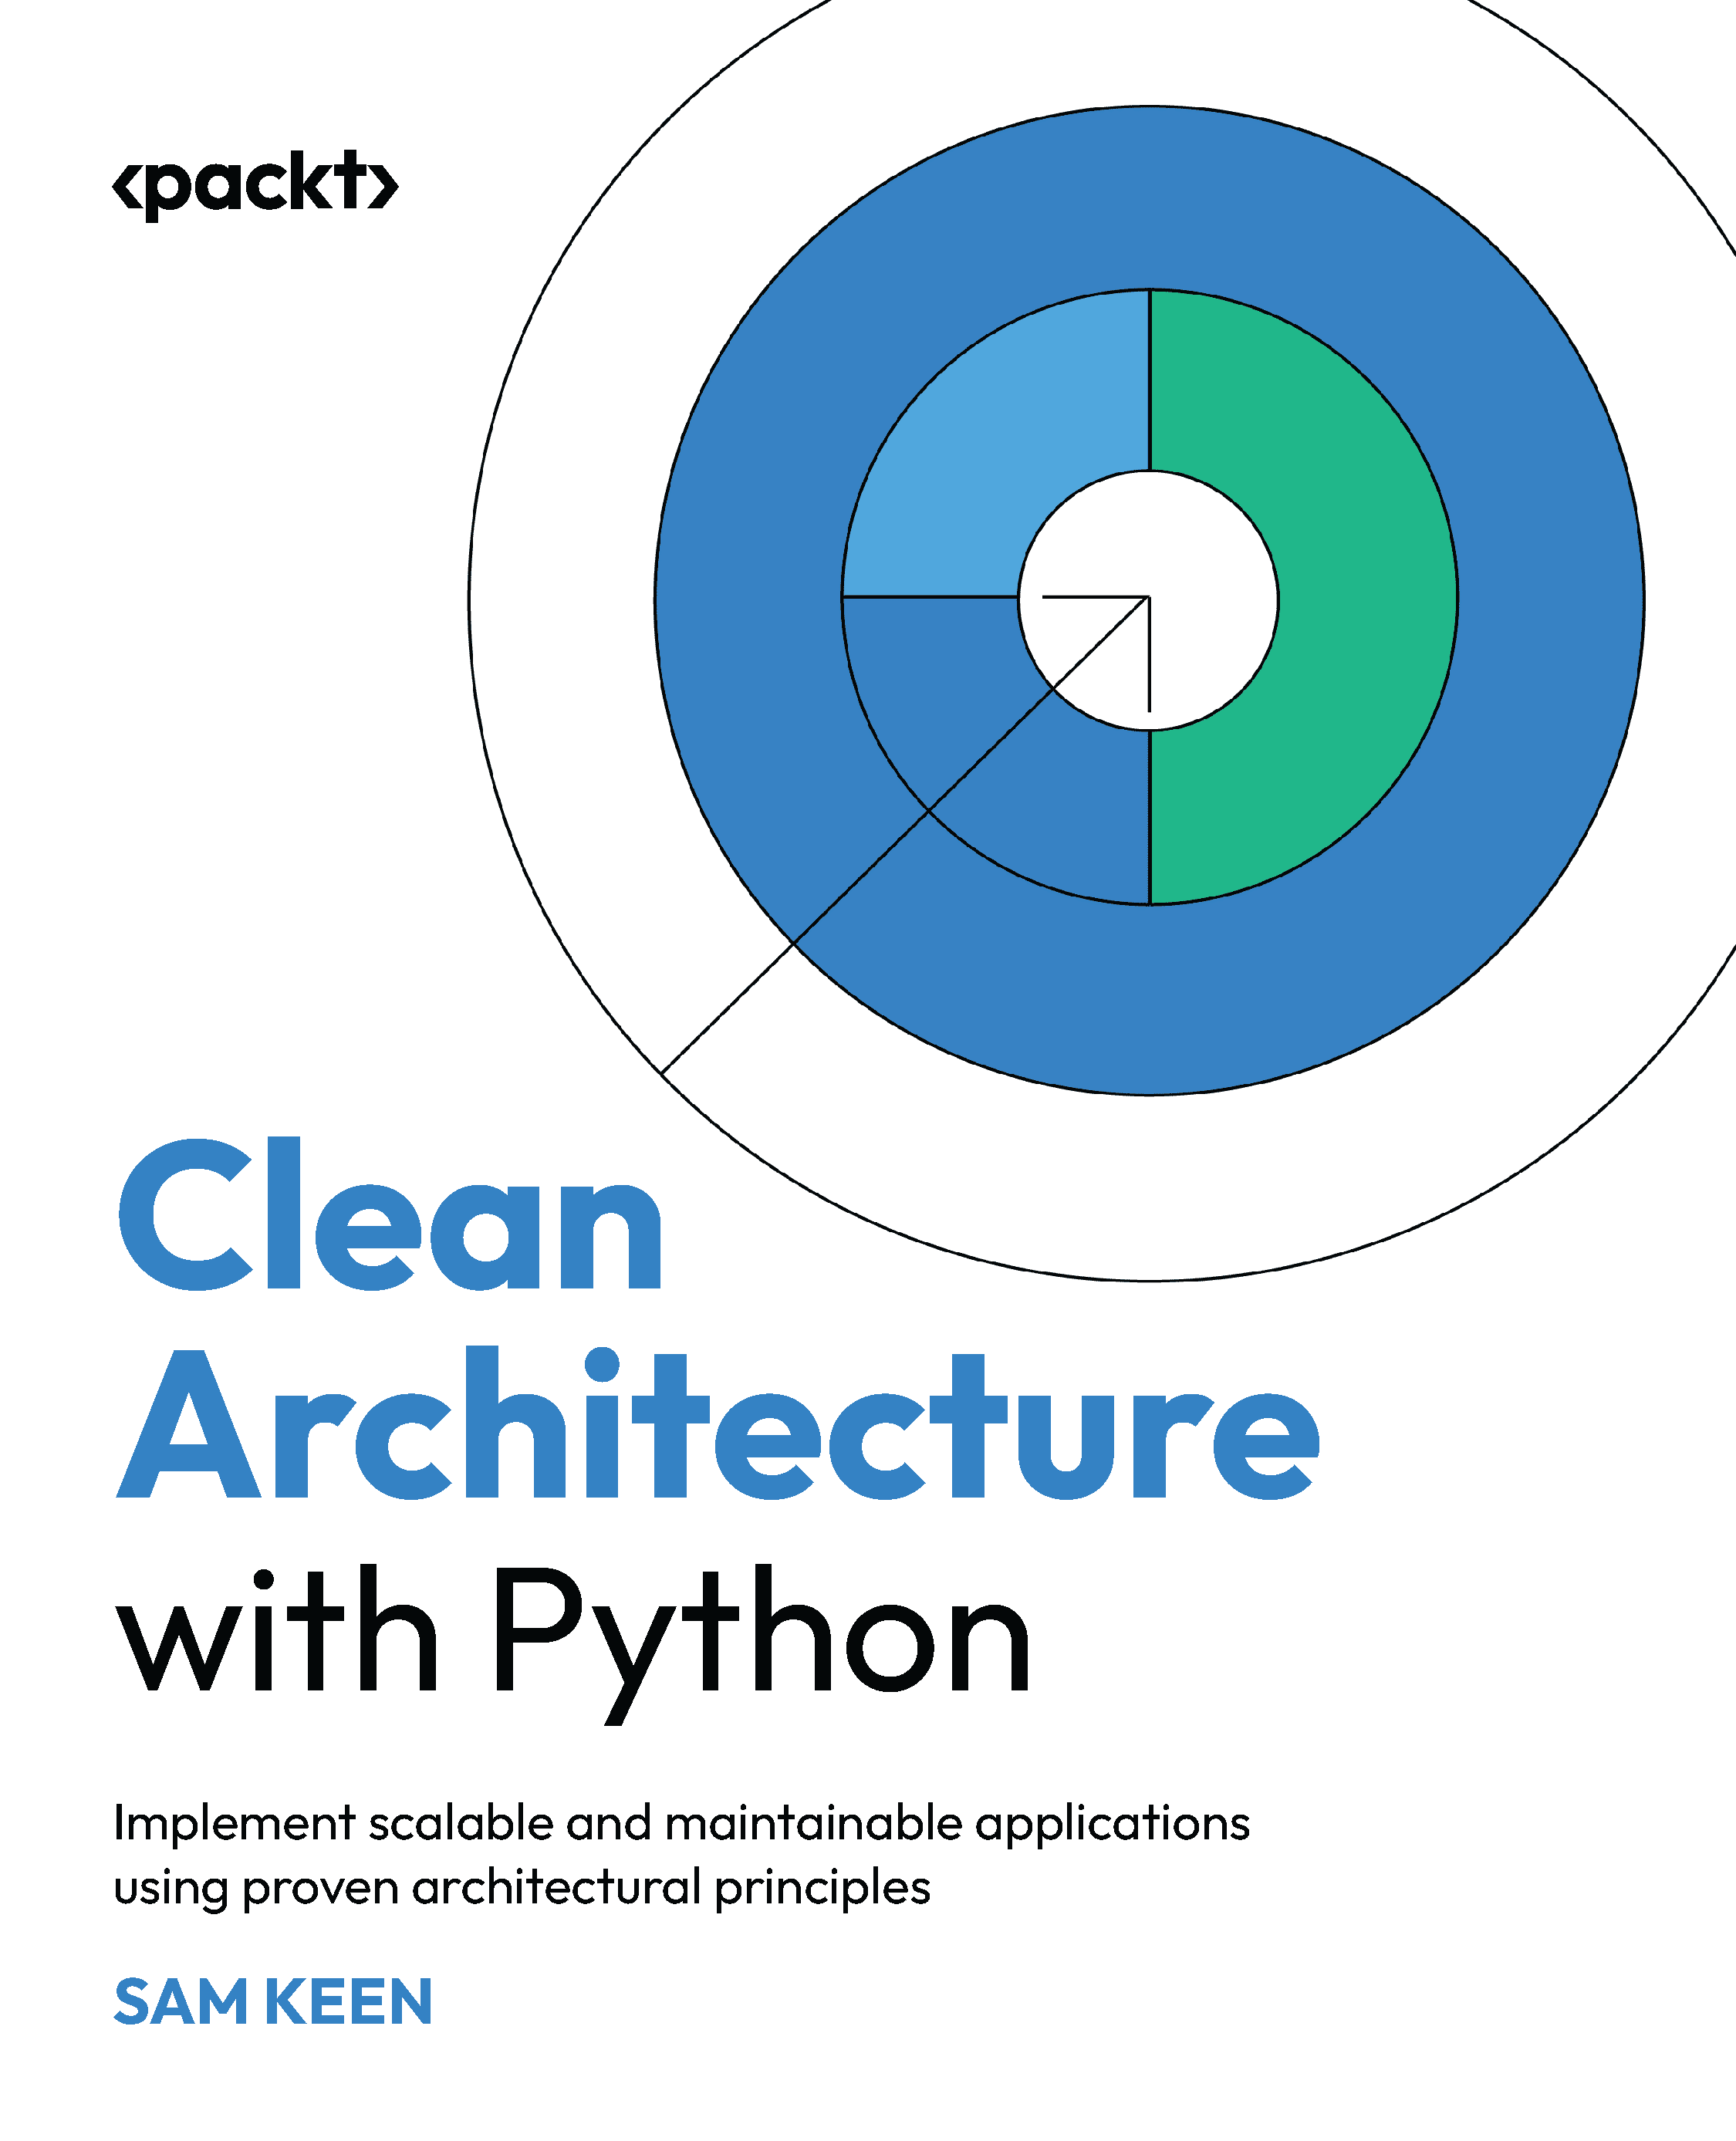 <packt>
Clean
Architecture
with Python
Implement scalable and maintainable applications
using proven architectural principles
SAM KEEN